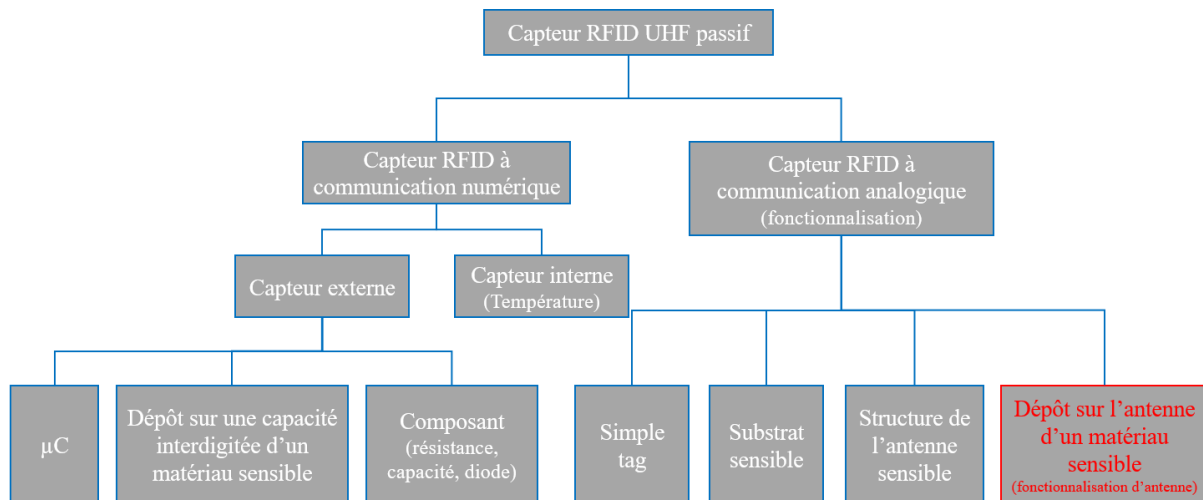 Capteur RFID UHF passif
Capteur RFID à
communication numérique
Capteur RFID à
communication analogique
(fonctionnalisation)
Capteur externe
Capteur interne
(Température)
µC
Dépôt sur une capacité
interdigitée d’un
matériau sensible
Composant
(résistance,
capacité, diode)
Simple
tag
Substrat
sensible
Structure de
l’antenne
sensible
Dépôt sur l’antenne
d’un matériau
sensible
(fonctionnalisation d’antenne)